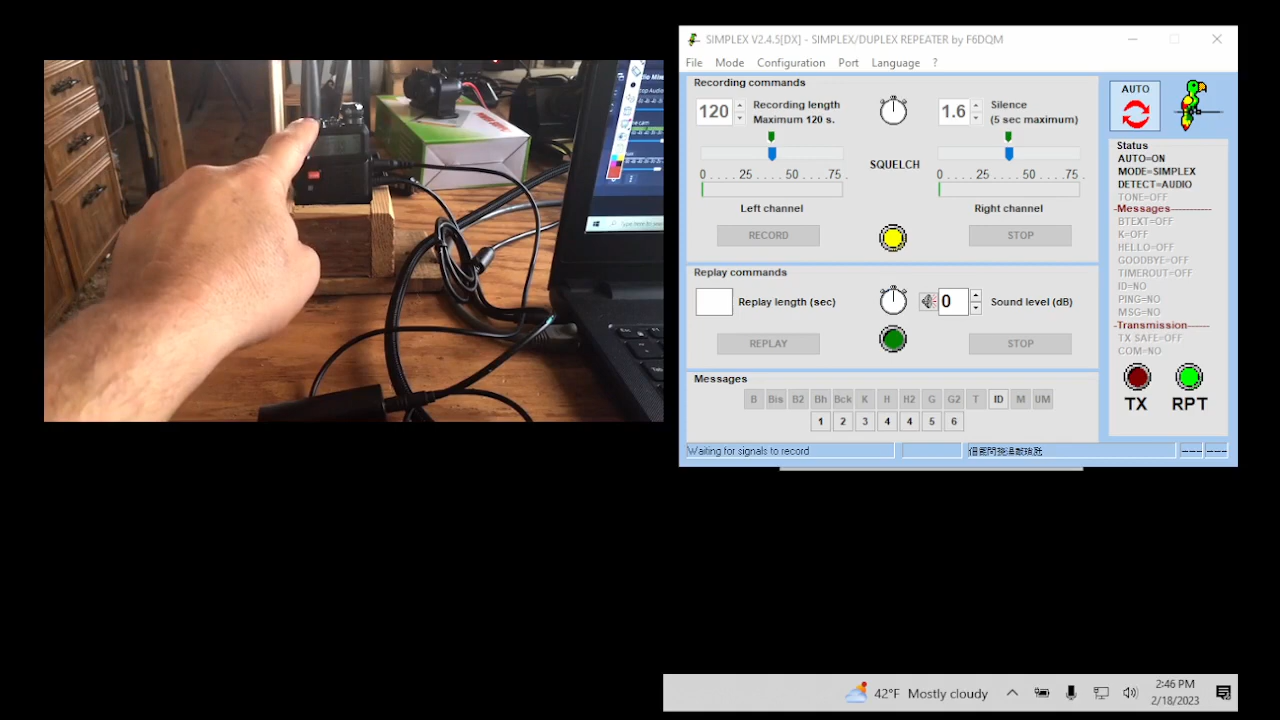 SIMPLEX V2.4.5[DX] - SIMPLEX/DUPLEX REPEATER by F6DQM
File Mode Configuration Port Language ?
Recording commands
120 Recording length
Maximum 120 s.
1.6 Silence
(5 sec maximum)
SQUELCH
0 . . . . 25 . . . . 50 . . . . 75 .
0 . . . . 25 . . . . 50 . . . . 75 .
Left channel
Right channel
RECORD
STOP
Replay commands
Replay length (sec)
0 Sound level (dB)
REPLAY
STOP
Messages
B Bis B2 Bh Bck K H H2 G G2 T ID M UM
1 2 3 4 4 5 6
Waiting for signals to record
--- ---
AUTO
Status
AUTO=ON
MODE=SIMPLEX
DETECT=AUDIO
TONE=OFF
-Messages-----------
BTEXT=OFF
K=OFF
HELLO=OFF
GOODBYE=OFF
TIMEROUT=OFF
ID=NO
PING=NO
MSG=NO
-Transmission------
TX SAFE=OFF
COM=NO
TX RPT
42°F Mostly cloudy
2:46 PM
2/18/2023